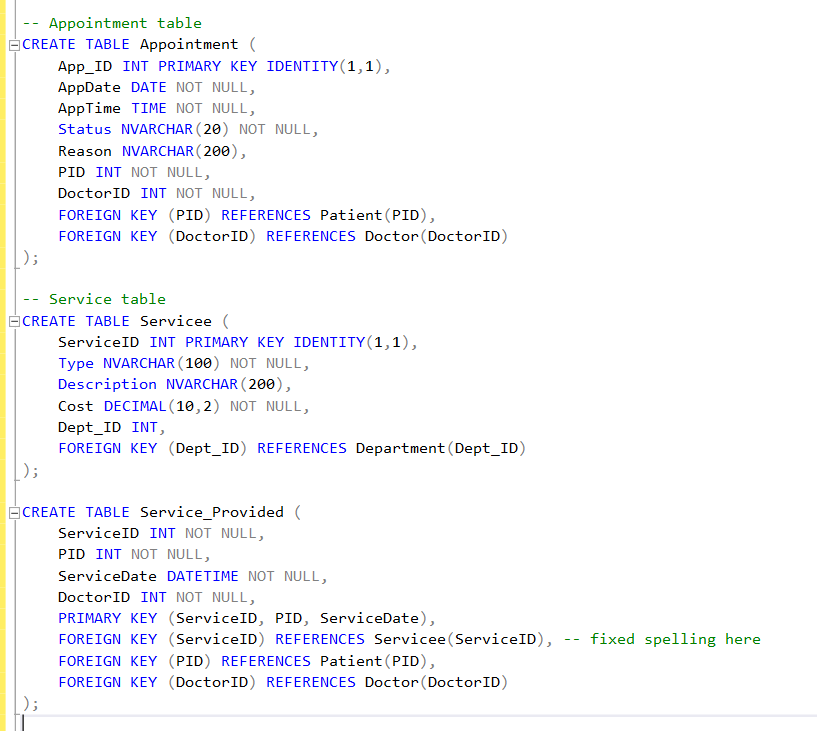 -- Appointment table
CREATE TABLE Appointment (
    App_ID INT PRIMARY KEY IDENTITY(1,1),
    AppDate DATE NOT NULL,
    AppTime TIME NOT NULL,
    Status NVARCHAR(20) NOT NULL,
    Reason NVARCHAR(200),
    PID INT NOT NULL,
    DoctorID INT NOT NULL,
    FOREIGN KEY (PID) REFERENCES Patient(PID),
    FOREIGN KEY (DoctorID) REFERENCES Doctor(DoctorID)
);
-- Service table
CREATE TABLE Servicee (
    ServiceID INT PRIMARY KEY IDENTITY(1,1),
    Type NVARCHAR(100) NOT NULL,
    Description NVARCHAR(200),
    Cost DECIMAL(10,2) NOT NULL,
    Dept_ID INT,
    FOREIGN KEY (Dept_ID) REFERENCES Department(Dept_ID)
);
CREATE TABLE Service_Provided (
    ServiceID INT NOT NULL,
    PID INT NOT NULL,
    ServiceDate DATETIME NOT NULL,
    DoctorID INT NOT NULL,
    PRIMARY KEY (ServiceID, PID, ServiceDate),
    FOREIGN KEY (ServiceID) REFERENCES Servicee(ServiceID), -- fixed spelling here
    FOREIGN KEY (PID) REFERENCES Patient(PID),
    FOREIGN KEY (DoctorID) REFERENCES Doctor(DoctorID)
);